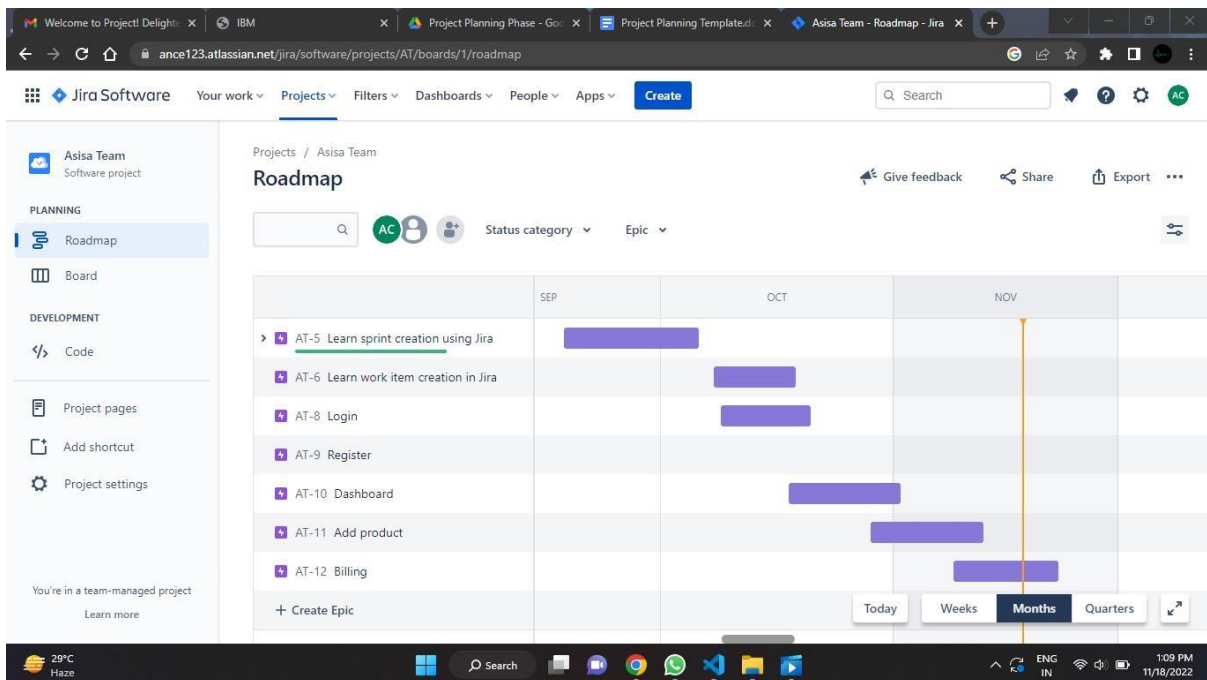 Welcome to Project! Delighte
IBM
Project Planning Phase - Goo
Project Planning Template.do
Asisa Team - Roadmap - Jira
ance123.atlassian.net/jira/software/projects/AT/boards/1/roadmap
Jira Software Your work Projects Filters Dashboards People Apps Create Search AC
Asisa Team
Software project
PLANNING
Roadmap
Board
DEVELOPMENT
Code
Project pages
Add shortcut
Project settings
You're in a team-managed project
Learn more
Projects / Asisa Team
Roadmap
Give feedback Share Export
AC Status category Epic
SEP OCT NOV
AT-5 Learn sprint creation using Jira
AT-6 Learn work item creation in Jira
AT-8 Login
AT-9 Register
AT-10 Dashboard
AT-11 Add product
AT-12 Billing
+ Create Epic
Today Weeks Months Quarters
29°C
Haze
Search
ENG
IN
1:09 PM
11/18/2022